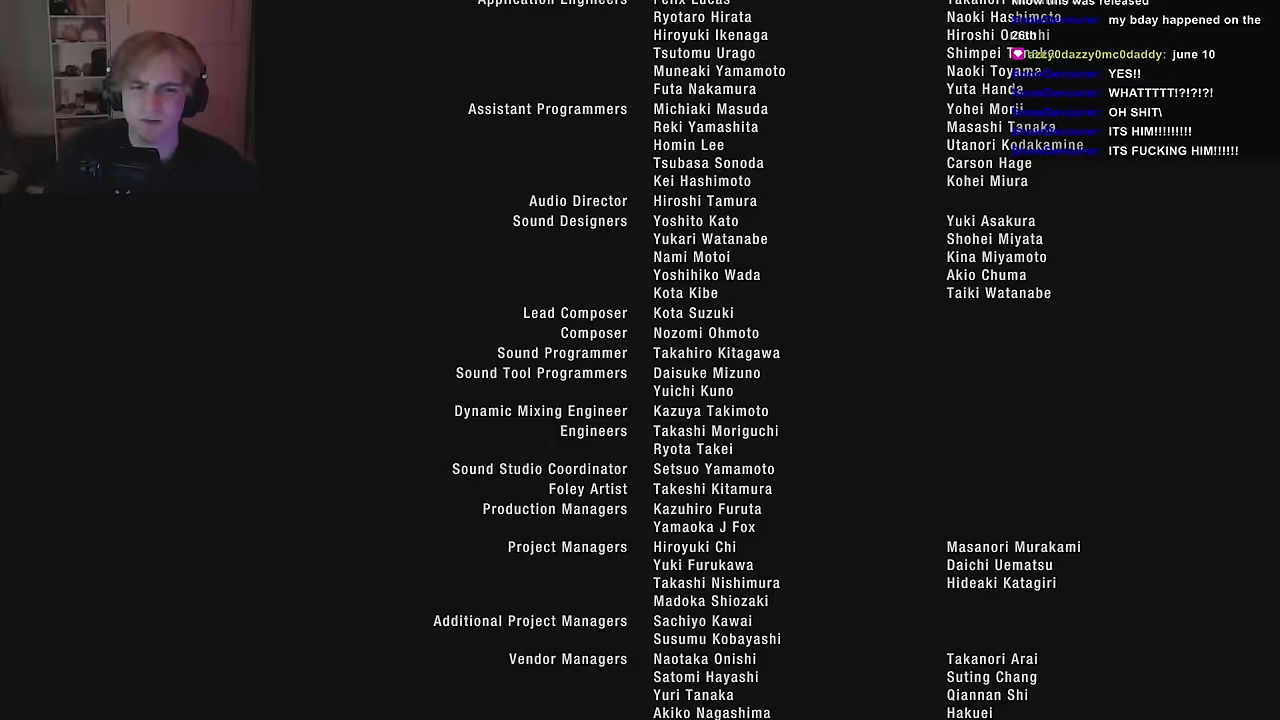 Application Engineers Felix Lucas
know this was released
Ryotaro Hirata Naoki Hashimoto
my bday happened on the
26th
Hiroyuki Ikenaga Hiroshi
Tsutomu Urago Shimpei
azzy0dazzy0mc0daddy: june 10
Muneaki Yamamoto Naoki Toyama
YES!!
Futa Nakamura Yuta Handa
WHATTTTT!?!?!?!
Assistant Programmers Michiaki Masuda Yohei Morii
OH SHIT\
Reki Yamashita Masashi Tanaka
ITS HIM!!!!!!!!!
Homin Lee Utanori Kodakamine
ITS FUCKING HIM!!!!!!
Tsubasa Sonoda Carson Hage
Kei Hashimoto Kohei Miura
Audio Director Hiroshi Tamura
Sound Designers Yoshito Kato Yuki Asakura
Yukari Watanabe Shohei Miyata
Nami Motoi Kina Miyamoto
Yoshihiko Wada Akio Chuma
Kota Kibe Taiki Watanabe
Lead Composer Kota Suzuki
Composer Nozomi Ohmoto
Sound Programmer Takahiro Kitagawa
Sound Tool Programmers Daisuke Mizuno
Yuichi Kuno
Dynamic Mixing Engineer Kazuya Takimoto
Engineers Takashi Moriguchi
Ryota Takei
Sound Studio Coordinator Setsuo Yamamoto
Foley Artist Takeshi Kitamura
Production Managers Kazuhiro Furuta
Yamaoka J Fox
Project Managers Hiroyuki Chi Masanori Murakami
Yuki Furukawa Daichi Uematsu
Takashi Nishimura Hideaki Katagiri
Madoka Shiozaki
Additional Project Managers Sachiyo Kawai
Susumu Kobayashi
Vendor Managers Naotaka Onishi Takanori Arai
Satomi Hayashi Suting Chang
Yuri Tanaka Qiannan Shi
Akiko Nagashima Hakuei